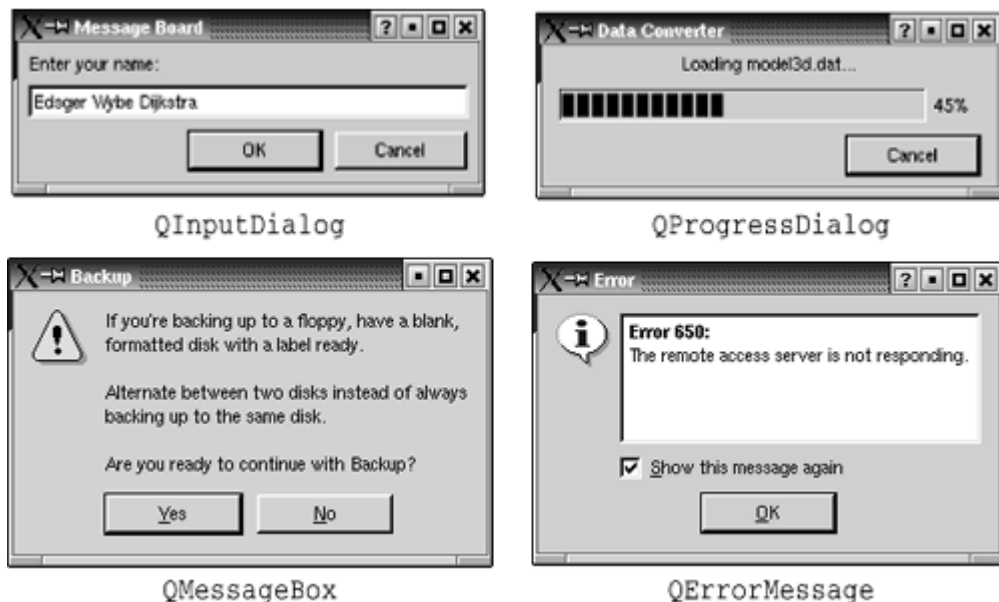 Message Board
Enter your name:
Edsger Wybe Dijkstra
OK Cancel
QInputDialog
Data Converter
Loading model3d.dat...
45%
Cancel
QProgressDialog
Backup
If you're backing up to a floppy, have a blank,
formatted disk with a label ready.
Alternate between two disks instead of always
backing up to the same disk.
Are you ready to continue with Backup?
Yes No
QMessageBox
Error
Error 650:
The remote access server is not responding.
Show this message again
OK
QErrorMessage